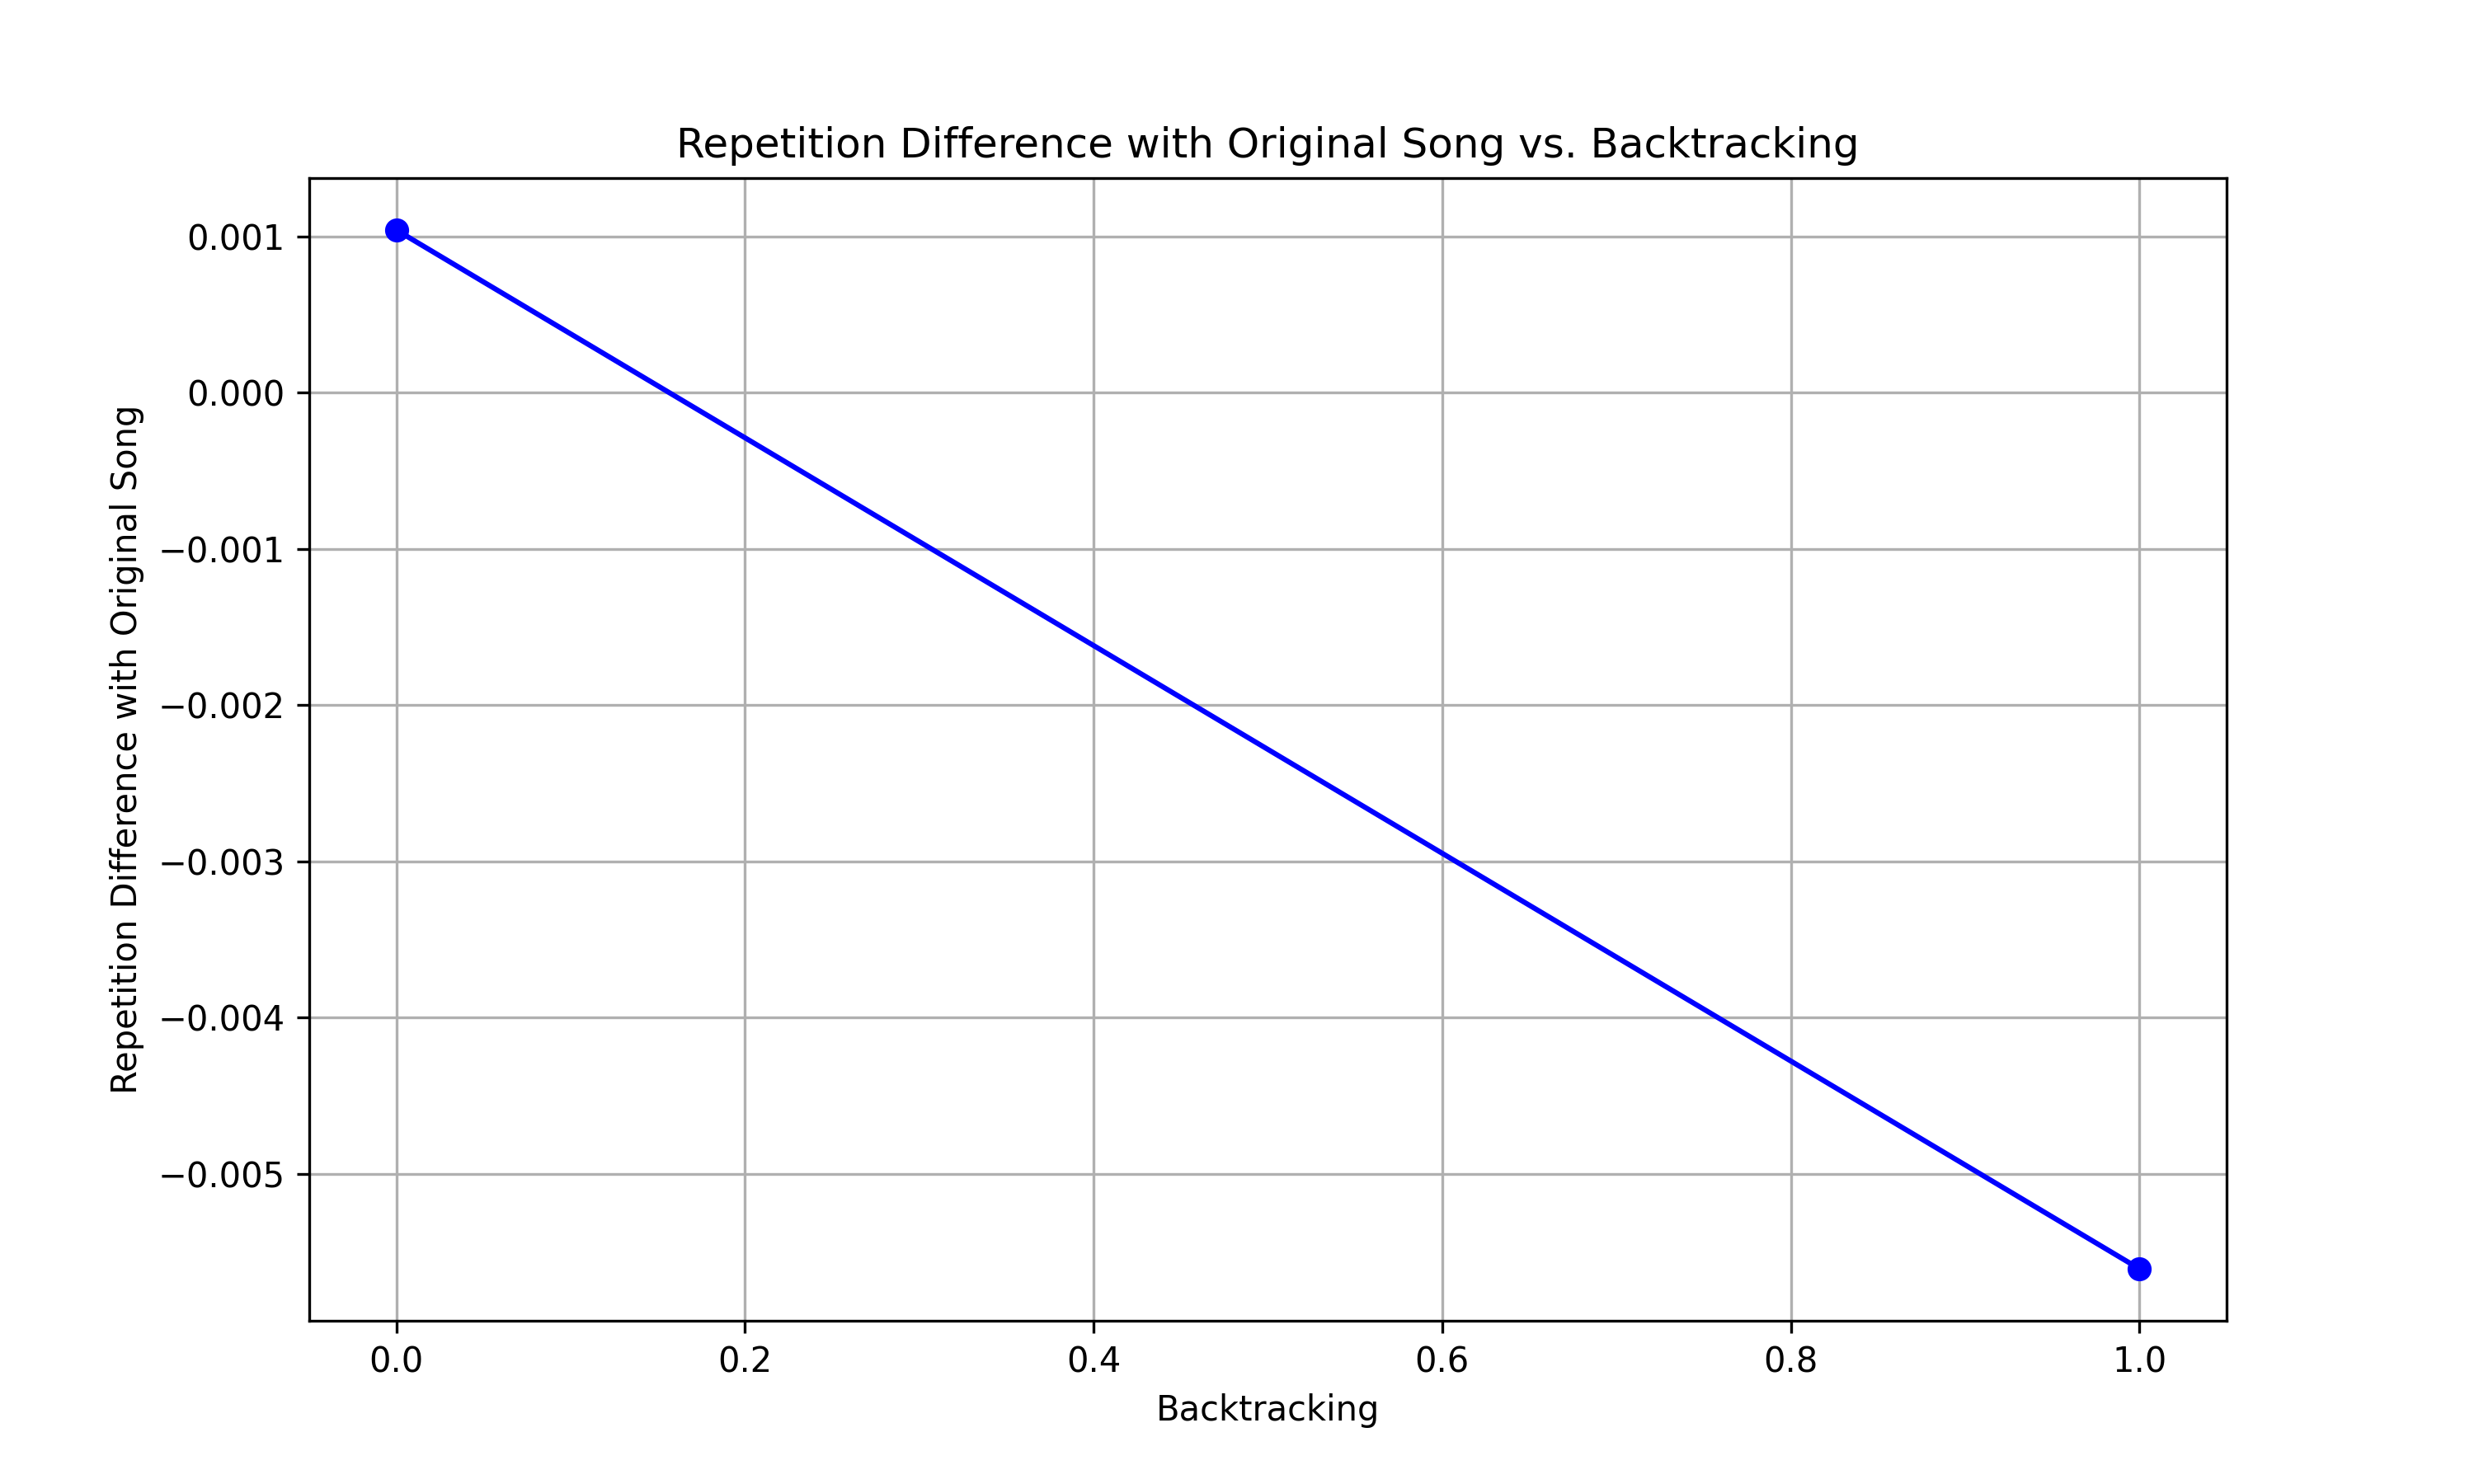 Repetition Difference with Original Song vs. Backtracking
Repetition Difference with Original Song
0.001
0.000
−0.001
−0.002
−0.003
−0.004
−0.005
0.0 0.2 0.4 0.6 0.8 1.0
Backtracking